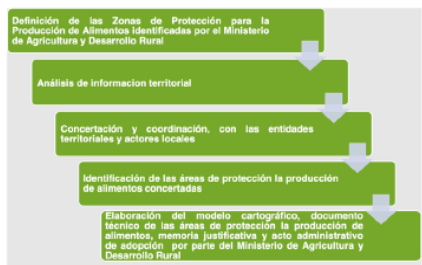 Definición de las Zonas de Protección para la
Producción de Alimentos identificadas por el Ministerio
de Agricultura y Desarrollo Rural
Análisis de informacion territorial
Concertación y coordinación, con las entidades
territoriales y actores locales
Identificación de las áreas de protección la producción
de alimentos concertadas
Elaboración del modelo cartográfico, documento
técnico de las áreas de protección la producción de
alimentos, memoria justificativa y acto administrativo
de adopción por parte del Ministerio de Agricultura y
Desarrollo Rural